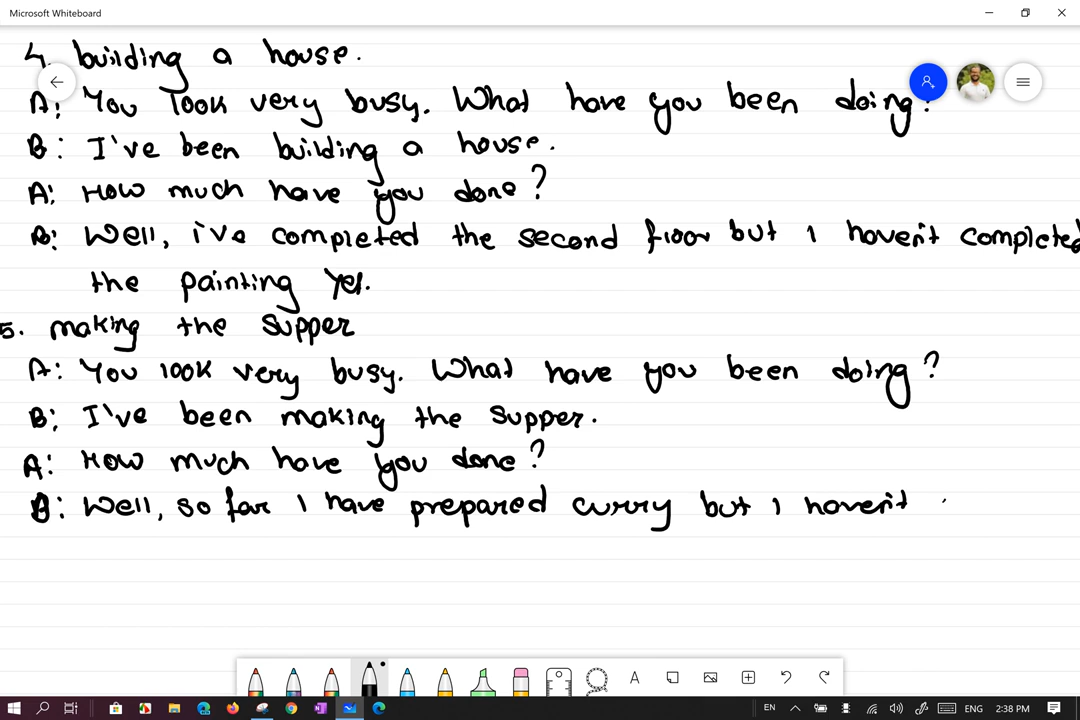 Microsoft Whiteboard
4. building a house.
A: You look very busy. What have you been doing?
B: I've been building a house.
A: How much have you done?
B: Well, i've completed the second floor but I haven't completed
the painting yet.
5. making the supper
A: You look very busy. What have you been doing?
B: I've been making the supper.
A: How much have you done?
B: Well, so far I have prepared curry but I haven't
A
EN ENG 2:38 PM